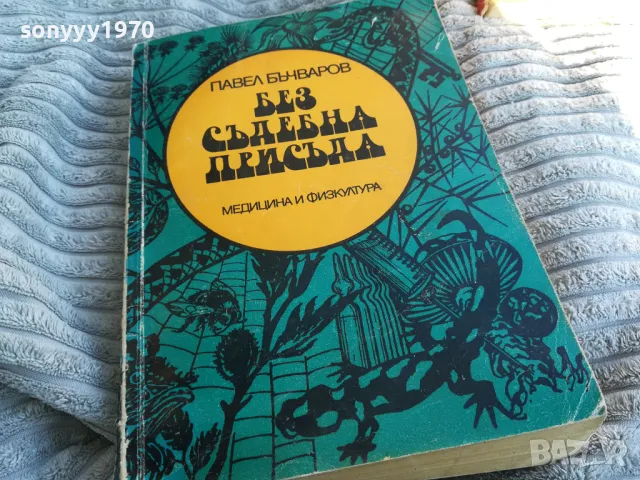 sonyyy1970
ПАВЕЛ БЪЧВАРОВ
БЕЗ
СЪДЕБНА
ПРИСЪДА
МЕДИЦИНА И ФИЗКУЛТУРА
BAZAR